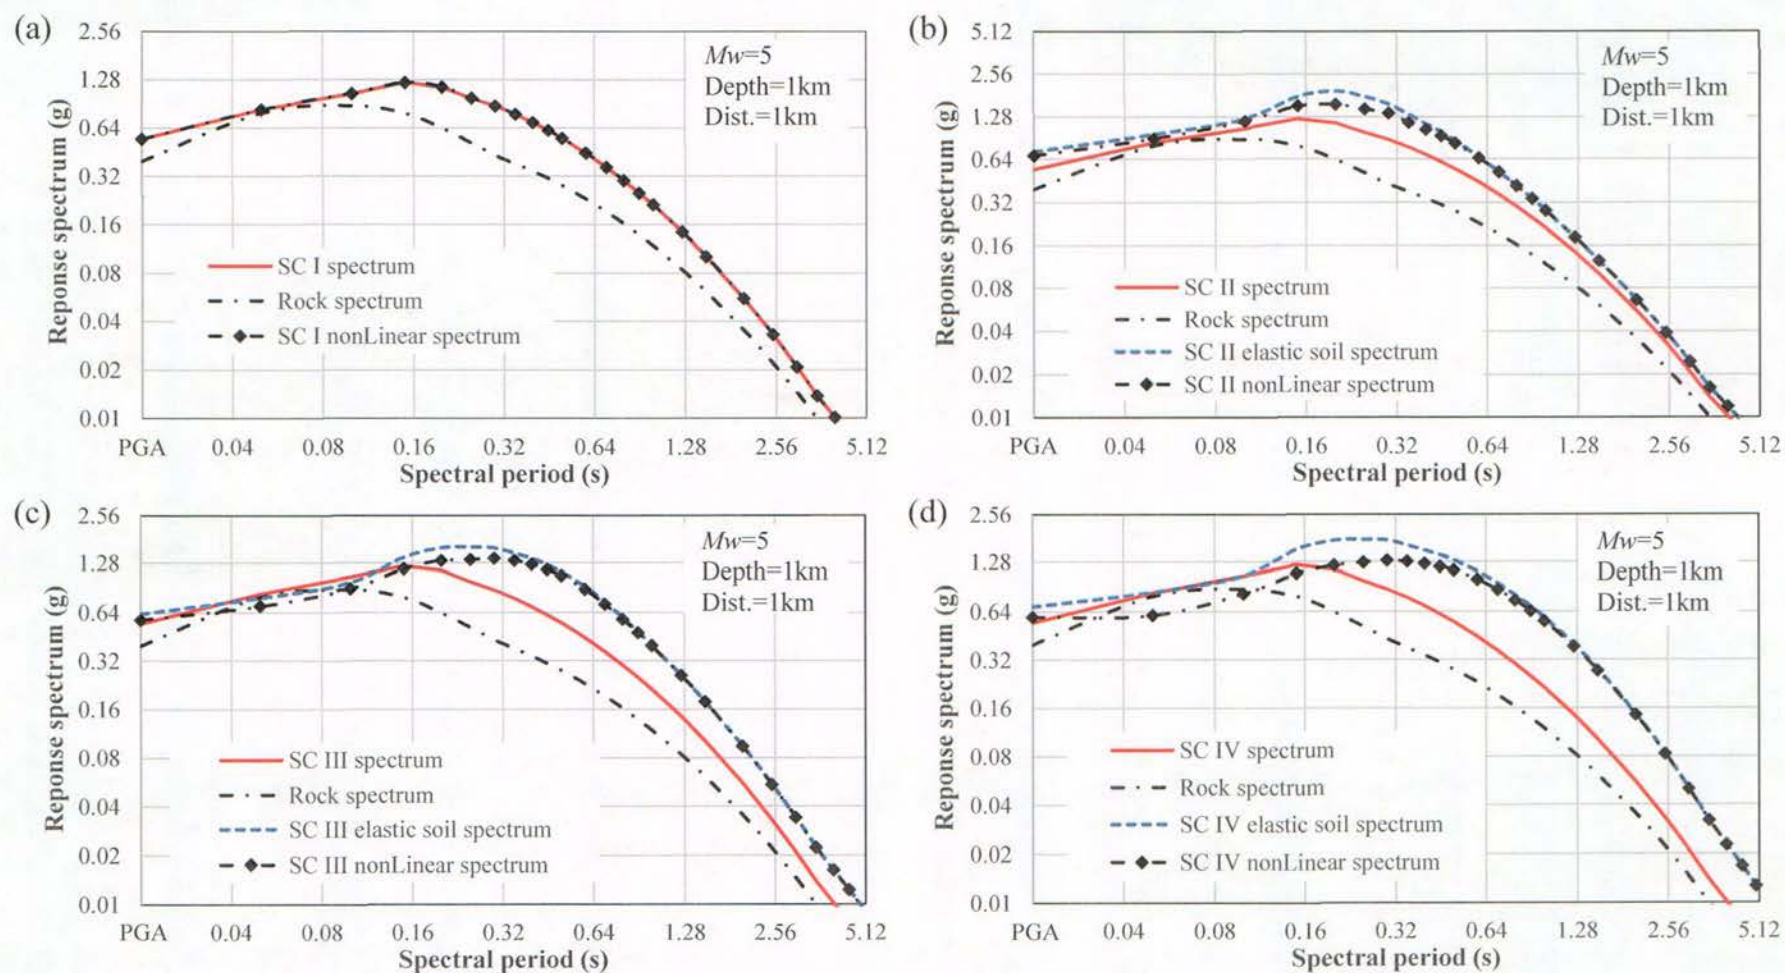 (a)
2.56
1.28
0.64
0.32
0.16
0.08
0.04
0.02
0.01
Reponse spectrum (g)
Mw=5
Depth=1km
Dist.=1km
SC I spectrum
Rock spectrum
SC I nonLinear spectrum
PGA 0.04 0.08 0.16 0.32 0.64 1.28 2.56 5.12
Spectral period (s)
(b)
5.12
2.56
1.28
0.64
0.32
0.16
0.08
0.04
0.02
0.01
Reponse spectrum (g)
Mw=5
Depth=1km
Dist.=1km
SC II spectrum
Rock spectrum
SC II elastic soil spectrum
SC II nonLinear spectrum
PGA 0.04 0.08 0.16 0.32 0.64 1.28 2.56 5.12
Spectral period (s)
(c)
2.56
1.28
0.64
0.32
0.16
0.08
0.04
0.02
0.01
Reponse spectrum (g)
Mw=5
Depth=1km
Dist.=1km
SC III spectrum
Rock spectrum
SC III elastic soil spectrum
SC III nonLinear spectrum
PGA 0.04 0.08 0.16 0.32 0.64 1.28 2.56 5.12
Spectral period (s)
(d)
2.56
1.28
0.64
0.32
0.16
0.08
0.04
0.02
0.01
Reponse spectrum (g)
Mw=5
Depth=1km
Dist.=1km
SC IV spectrum
Rock spectrum
SC IV elastic soil spectrum
SC IV nonLinear spectrum
PGA 0.04 0.08 0.16 0.32 0.64 1.28 2.56 5.12
Spectral period (s)